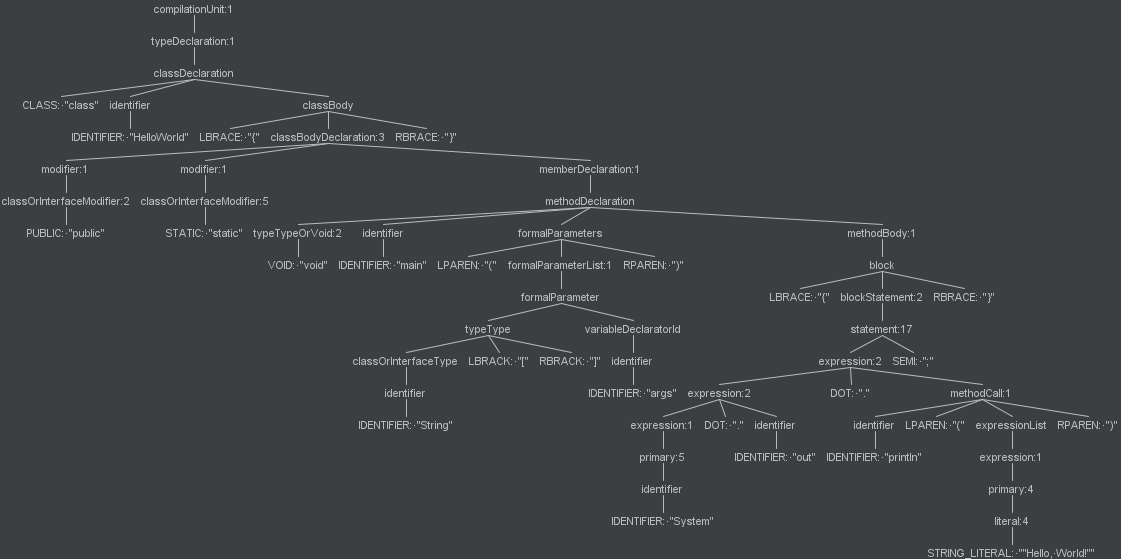 compilationUnit:1
typeDeclaration:1
classDeclaration
CLASS:·"class" identifier classBody
IDENTIFIER:·"HelloWorld" LBRACE:·"{" classBodyDeclaration:3 RBRACE:·"}"
modifier:1 modifier:1 memberDeclaration:1
classOrInterfaceModifier:2 classOrInterfaceModifier:5 methodDeclaration
PUBLIC:·"public" STATIC:·"static" typeTypeOrVoid:2 identifier formalParameters methodBody:1
VOID:·"void" IDENTIFIER:·"main" LPAREN:·"(" formalParameterList:1 RPAREN:·")" block
formalParameter LBRACE:·"{" blockStatement:2 RBRACE:·"}"
typeType variableDeclaratorId statement:17
classOrInterfaceType LBRACK:·"[" RBRACK:·"]" identifier expression:2 SEMI:·";"
identifier IDENTIFIER:·"args" expression:2 DOT:·"." methodCall:1
IDENTIFIER:·"String" expression:1 DOT:·"." identifier identifier LPAREN:·"(" expressionList RPAREN:·")"
primary:5 IDENTIFIER:·"out" IDENTIFIER:·"println" expression:1
identifier primary:4
IDENTIFIER:·"System" literal:4
STRING_LITERAL:·""Hello,·World!""